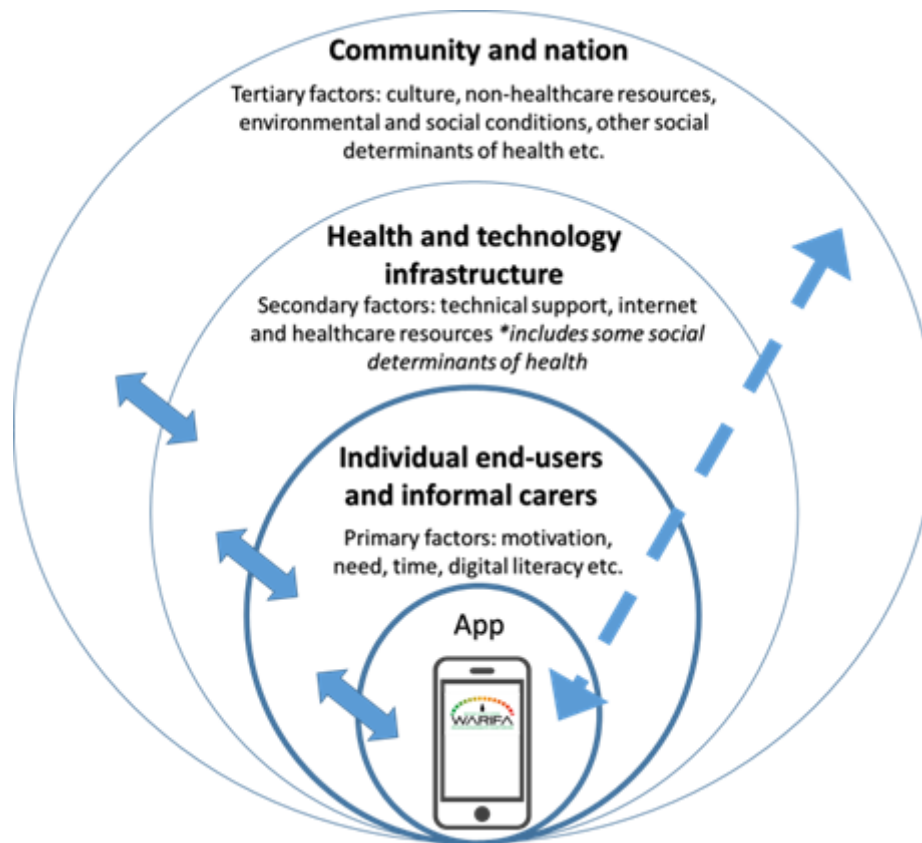 Community and nation
Tertiary factors: culture, non-healthcare resources,
environmental and social conditions, other social
determinants of health etc.
Health and technology
infrastructure
Secondary factors: technical support, internet
and healthcare resources *includes some social
determinants of health
Individual end-users
and informal carers
Primary factors: motivation,
need, time, digital literacy etc.
App
WARIFA